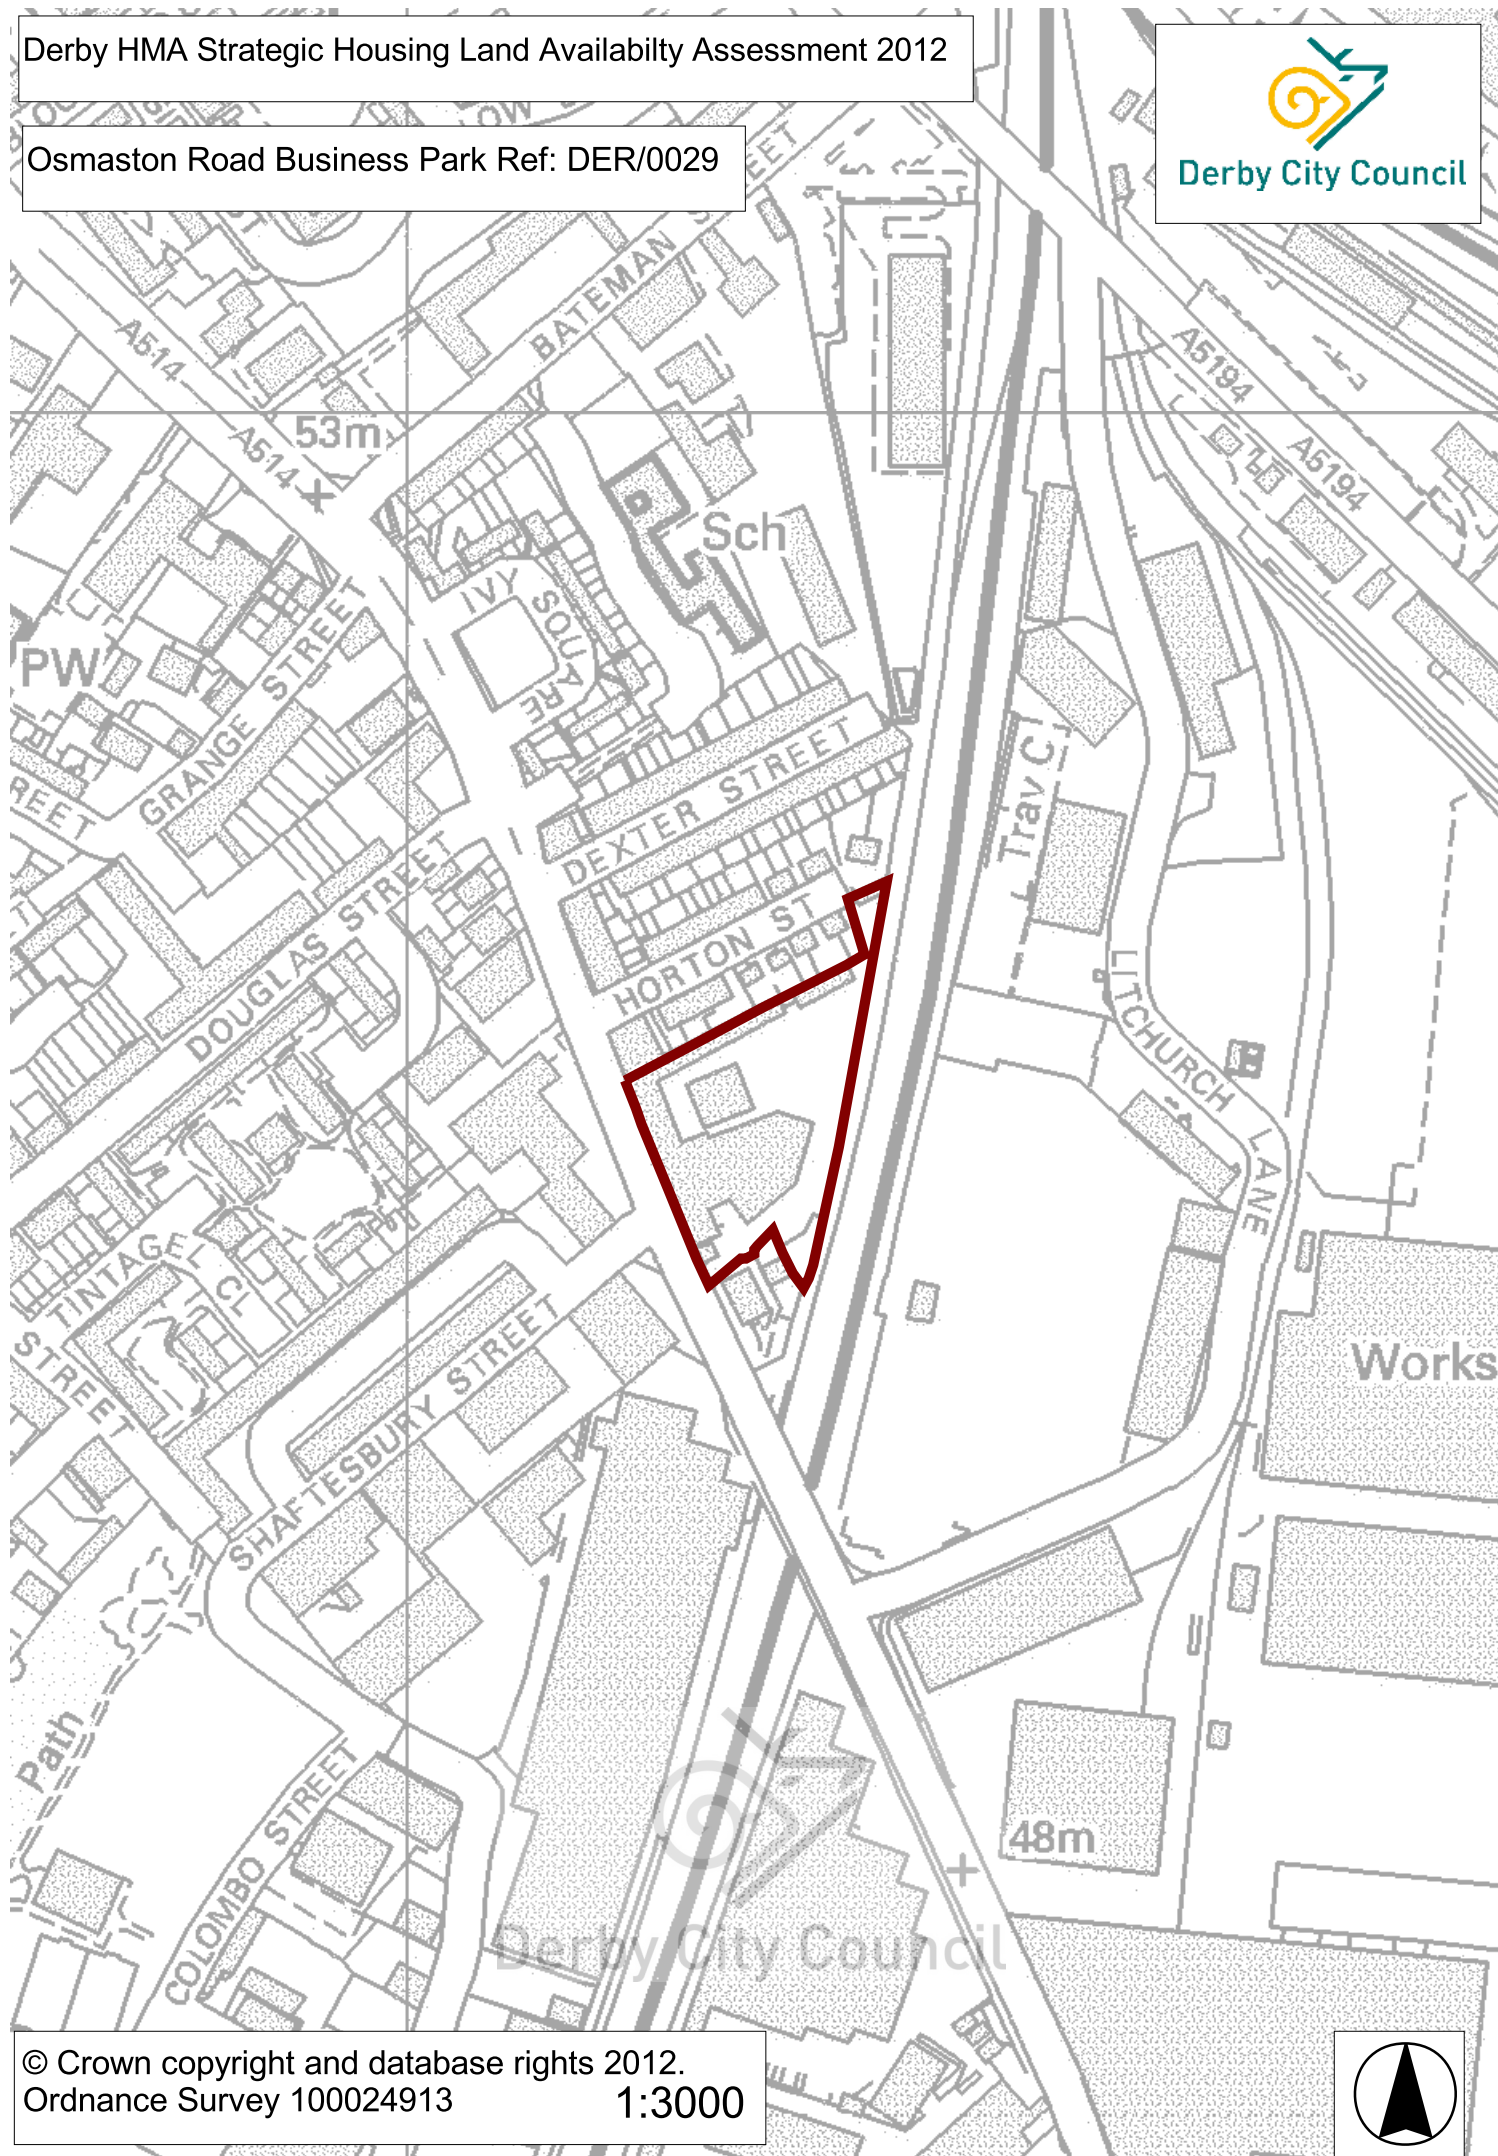 Derby HMA Strategic Housing Land Availabilty Assessment 2012
Osmaston Road Business Park Ref: DER/0029
Derby City Council
BATEMAN STREET
A514
A514
53m
A5194
A5194
Sch
IVY SQUARE
PW
GRANGE STREET
REET
DEXTER STREET
Trav C
DOUGLAS STREET
HORTON ST
LITCHURCH LANE
TINTAGEL CL
STREET
SHAFTESBURY STREET
Works
Path
COLOMBO STREET
48m
Derby City Council
© Crown copyright and database rights 2012.
Ordnance Survey 100024913
1:3000